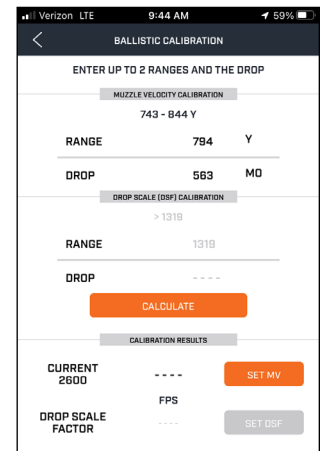 Verizon LTE 9:44 AM 59%
BALLISTIC CALIBRATION
ENTER UP TO 2 RANGES AND THE DROP
MUZZLE VELOCITY CALIBRATION
743 - 844 Y
RANGE 794 Y
DROP 563 MO
DROP SCALE (DSF) CALIBRATION
> 1319
RANGE 1319
DROP ----
CALCULATE
CALIBRATION RESULTS
CURRENT
2600 ---- SET MV
FPS
DROP SCALE
FACTOR ---- SET DSF